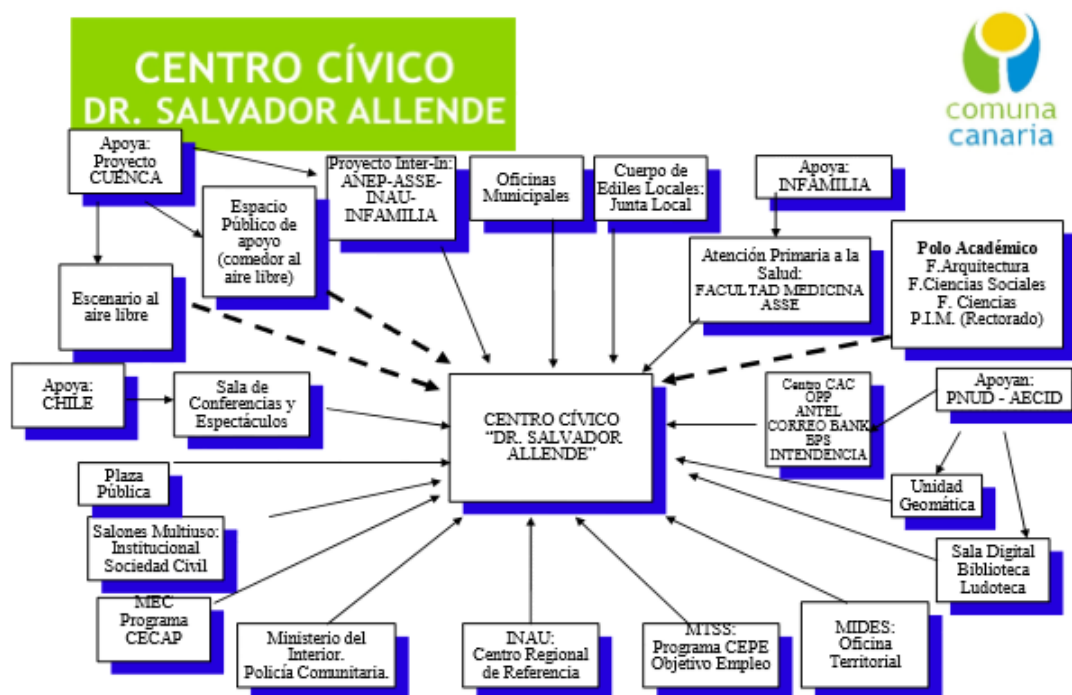 CENTRO CÍVICO
DR. SALVADOR ALLENDE
comuna
canaria
Apoya:
Proyecto
CUENCA
Proyecto Inter-In:
ANEP-ASSE-
INAU-
INFAMILIA
Oficinas
Municipales
Cuerpo de
Ediles Locales:
Junta Local
Apoya:
INFAMILIA
Espacio
Público de
apoyo
(comedor al
aire libre)
Escenario al
aire libre
Atención Primaria a la
Salud:
FACULTAD MEDICINA
ASSE
Polo Académico
F.Arquitectura
F.Ciencias Sociales
F. Ciencias
P.I.M. (Rectorado)
Apoya:
CHILE
Sala de
Conferencias y
Espectáculos
CENTRO CÍVICO
“DR. SALVADOR
ALLENDE”
Centro CAC
OPP
ANTEL
CORREO BANK
BPS
INTENDENCIA
Apoyan:
PNUD - AECID
Plaza
Pública
Unidad
Geomática
Salones Multiuso:
Institucional
Sociedad Civil
Sala Digital
Biblioteca
Ludoteca
MEC
Programa
CECAP
Ministerio del
Interior.
Policía Comunitaria.
INAU:
Centro Regional
de Referencia
MTSS:
Programa CEPE
Objetivo Empleo
MIDES:
Oficina
Territorial